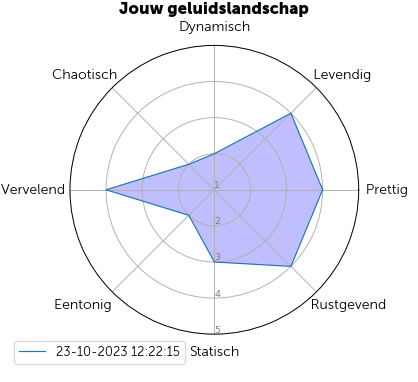 Jouw geluidslandschap
Dynamisch
Chaotisch
Levendig
Vervelend
1
Prettig
2
3
4
Eentonig
Rustgevend
5
23-10-2023 12:22:15
Statisch